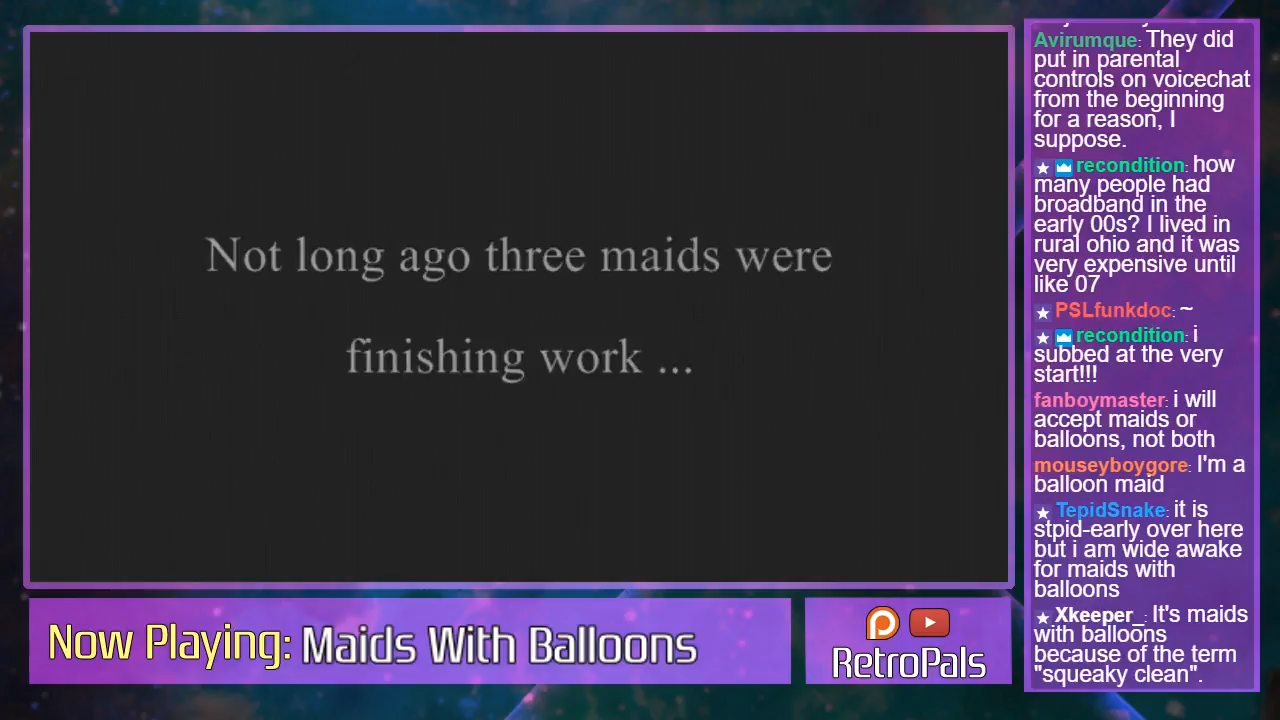 Not long ago three maids were
finishing work ...
Now Playing: Maids With Balloons
RetroPals
Avirumque: They did
put in parental
controls on voicechat
from the beginning
for a reason, I
suppose.
recondition: how
many people had
broadband in the
early 00s? I lived in
rural ohio and it was
very expensive until
like 07
PSLfunkdoc: ~
recondition: i
subbed at the very
start!!!
fanboymaster: i will
accept maids or
balloons, not both
mouseyboygore: I'm a
balloon maid
TepidSnake: it is
stpid-early over here
but i am wide awake
for maids with
balloons
Xkeeper_: It's maids
with balloons
because of the term
"squeaky clean".